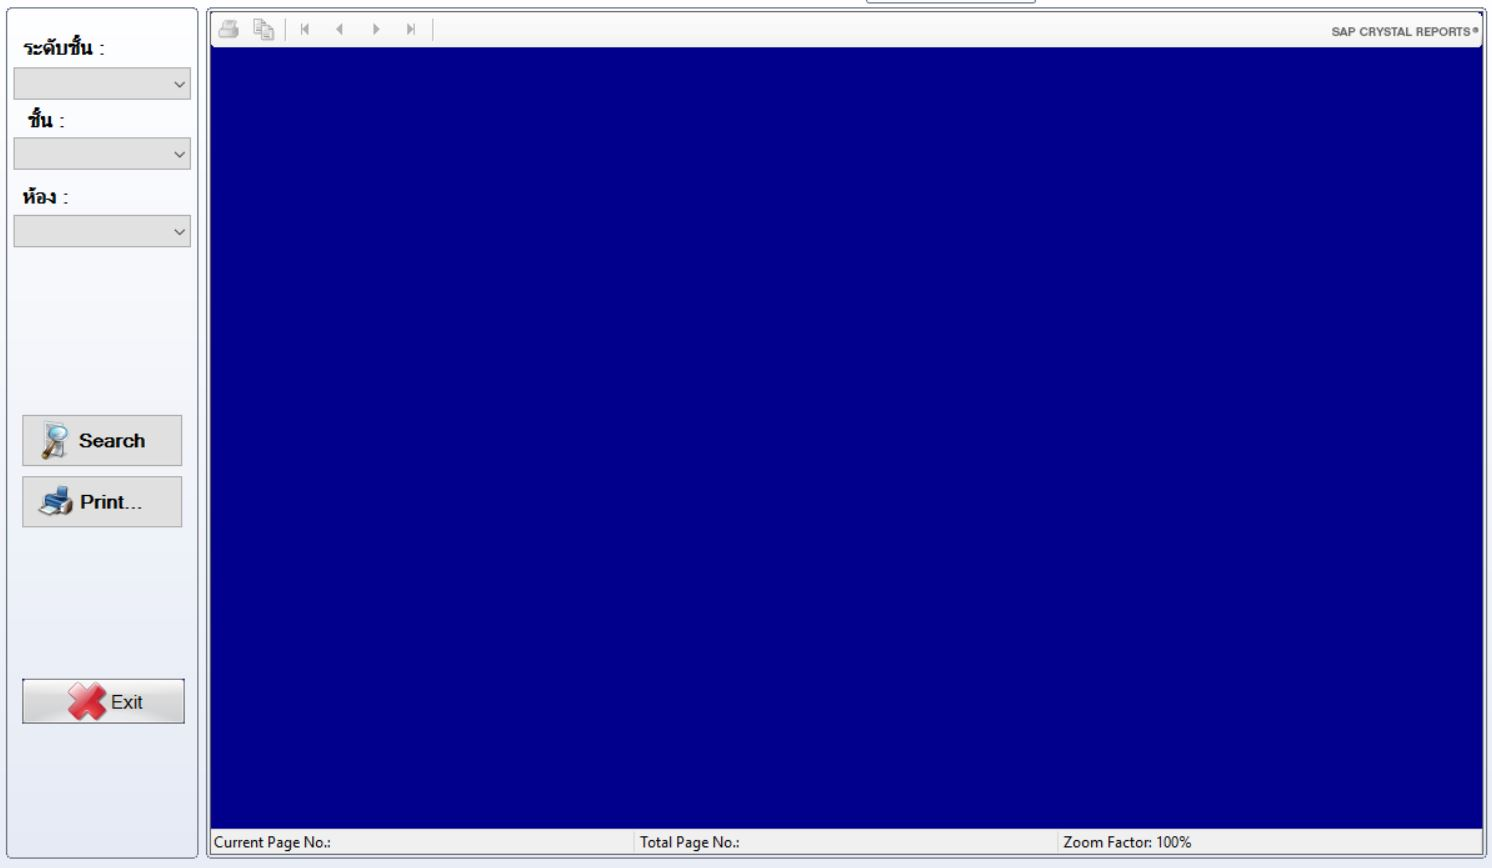 ระดับชั้น :
ชั้น :
ห้อง :
Search
Print...
Exit
SAP CRYSTAL REPORTS®
Current Page No.:
Total Page No.:
Zoom Factor: 100%